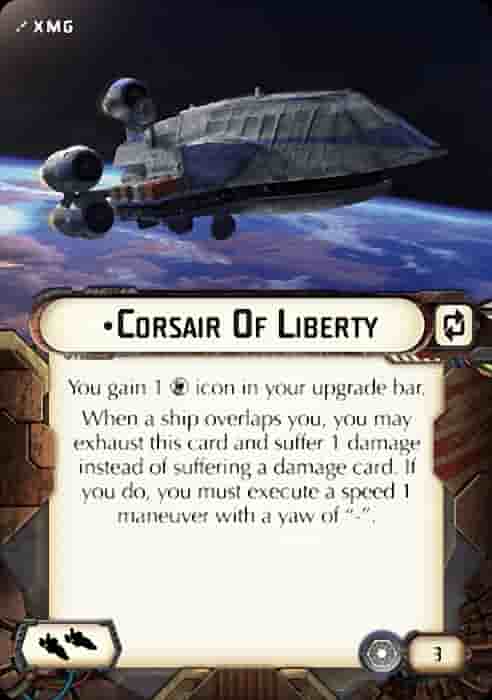 XMG
•Corsair Of Liberty
You gain 1 icon in your upgrade bar.
When a ship overlaps you, you may
exhaust this card and suffer 1 damage
instead of suffering a damage card. If
you do, you must execute a speed 1
maneuver with a yaw of “-”.
3